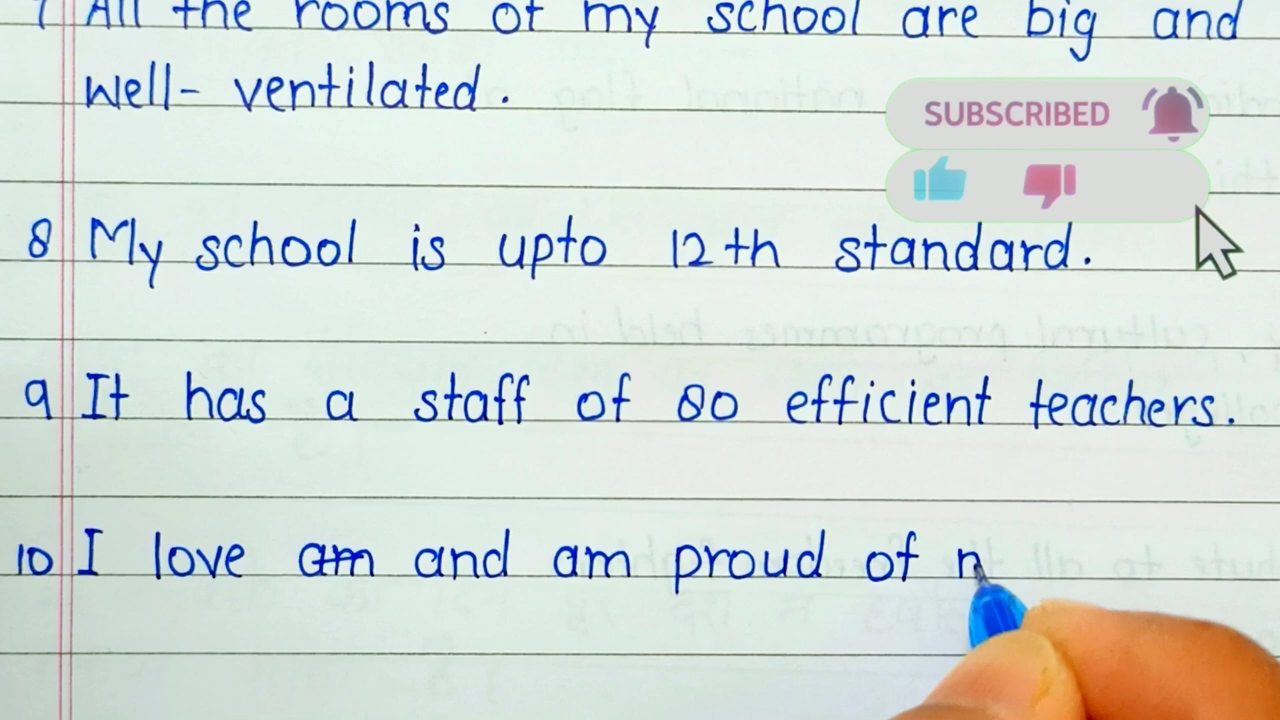 7 All the rooms of my school are big and
well- ventilated.
SUBSCRIBED
8 My school is upto 12th standard.
9 It has a staff of 80 efficient teachers.
10 I love am and am proud of